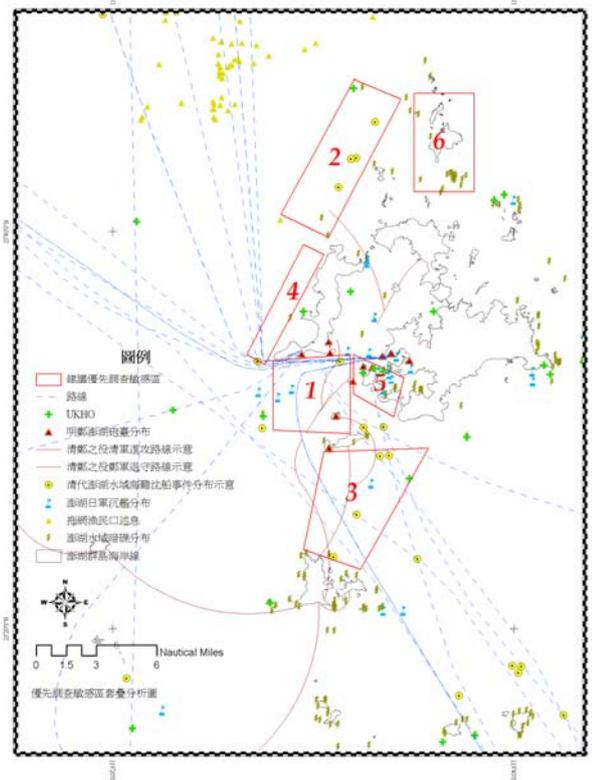 2
6
4
1
5
3
圖例
建議優先調查敏感區
路線
UKHO
明鄭澎湖砲臺分布
清鄭之役清軍進攻路線示意
清鄭之役鄭軍退守路線示意
清代澎湖水域海難沈船事件分布示意
澎湖日軍沉艦分布
拖網漁民口述點
澎湖水域暗礁分布
澎湖群島海岸線
N
W
E
S
0 1.5 3 6 Nautical Miles
優先調查敏感區套疊分析圖